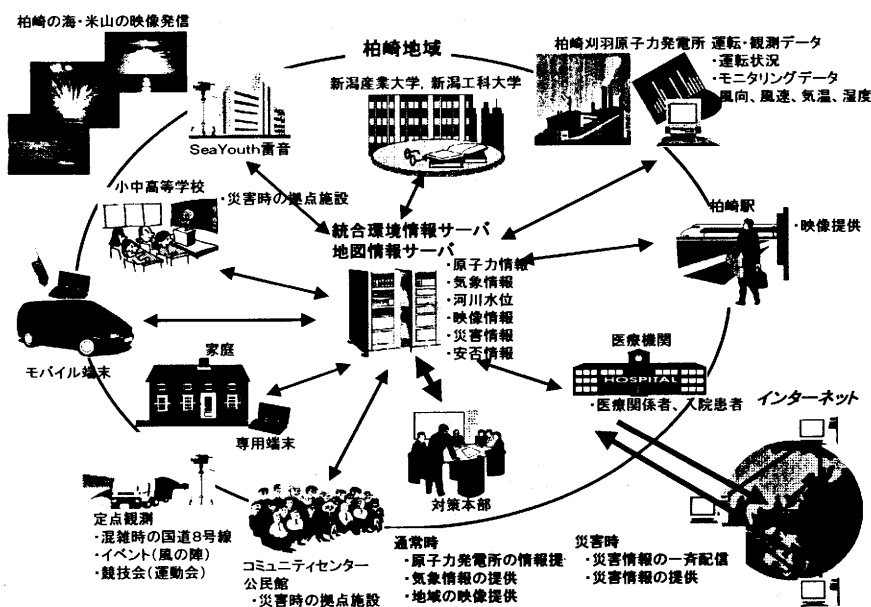 柏崎の海・米山の映像発信
柏崎地域
柏崎刈羽原子力発電所 運転・観測データ
・運転状況
・モニタリングデータ
風向、風速、気温、湿度
新潟産業大学, 新潟工科大学
SeaYouth雷音
小中高等学校
・災害時の拠点施設
統合環境情報サーバ
地図情報サーバ
・原子力情報
・気象情報
・河川水位
・映像情報
・災害情報
・安否情報
柏崎駅
・映像提供
モバイル端末
家庭
専用端末
医療機関
HOSPITAL
・医療関係者、入院患者
インターネット
対策本部
定点観測
・混雑時の国道8号線
・イベント(風の陣)
・競技会(運動会)
コミュニティセンター
公民館
・災害時の拠点施設
通常時
・原子力発電所の情報提
・気象情報の提供
・地域の映像提供
災害時
・災害情報の一斉配信
・災害情報の提供